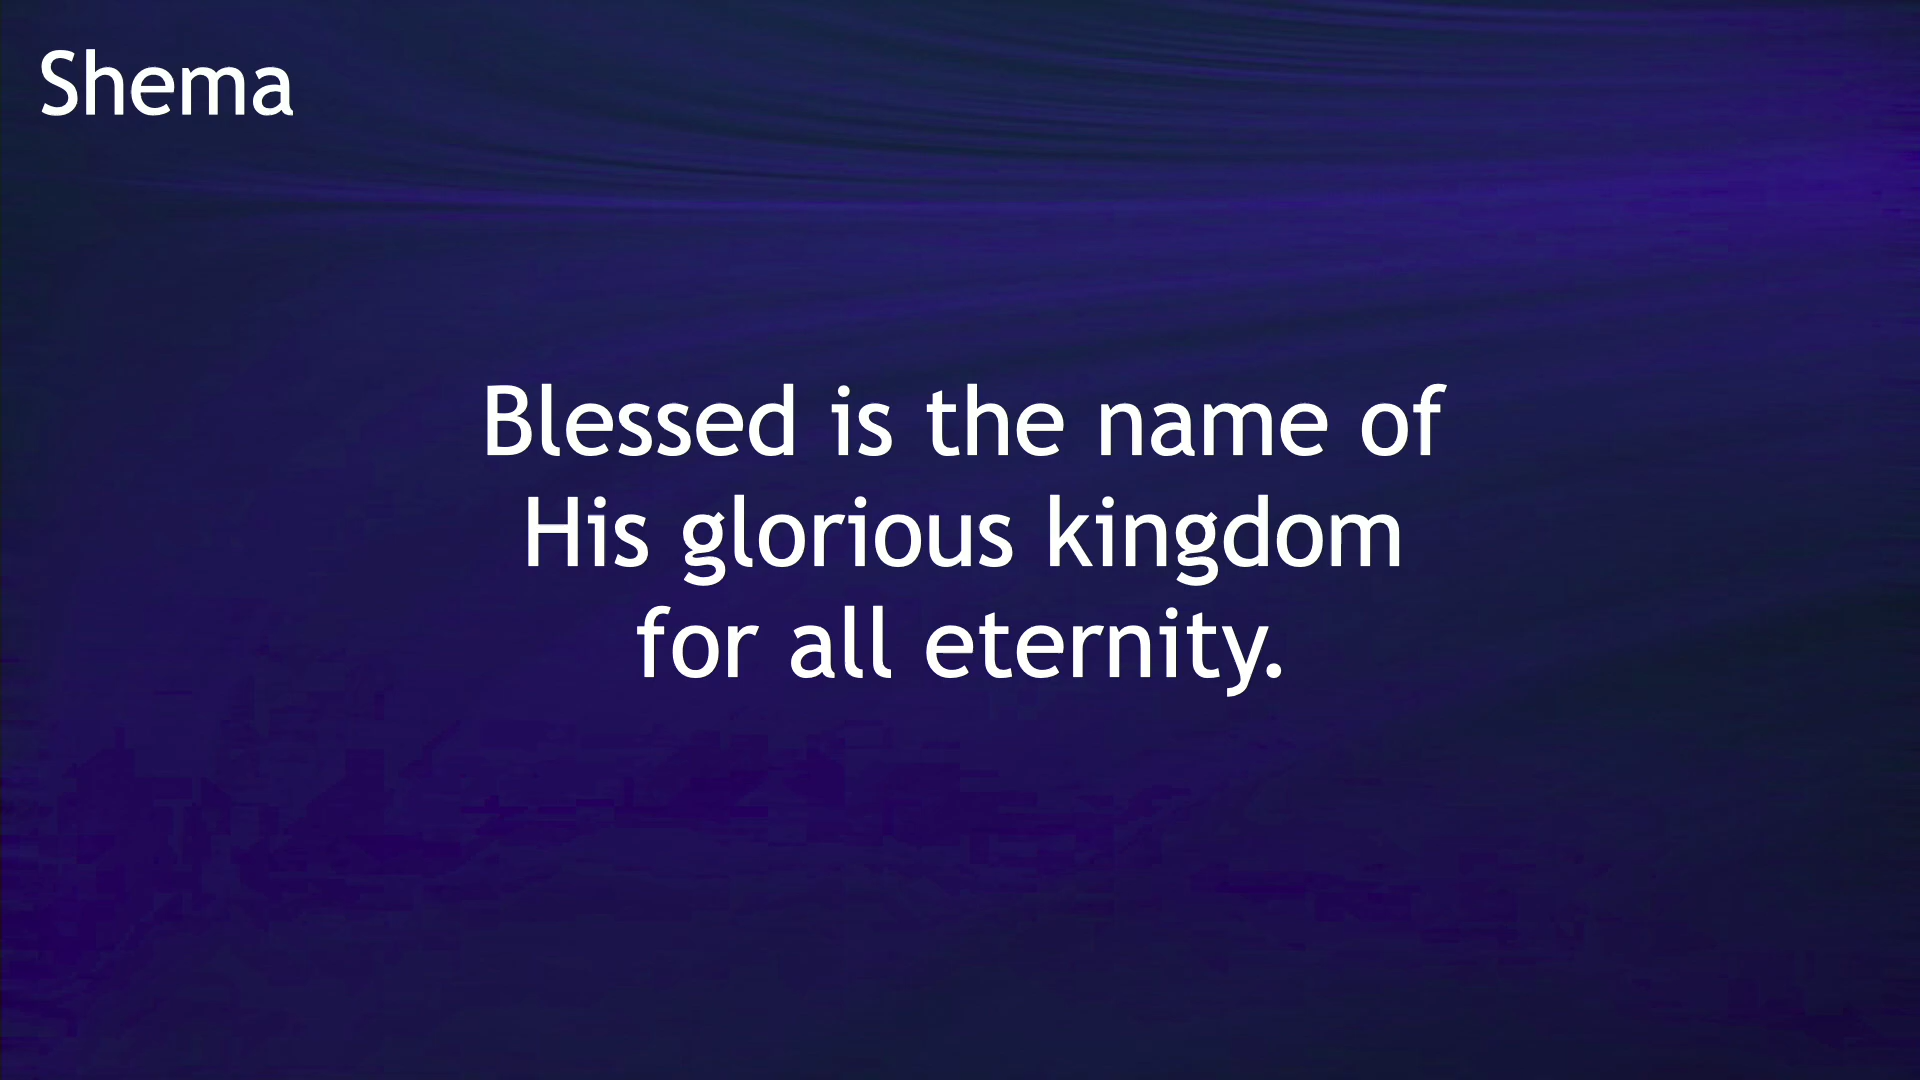 Shema
Blessed is the name of
His glorious kingdom
for all eternity.